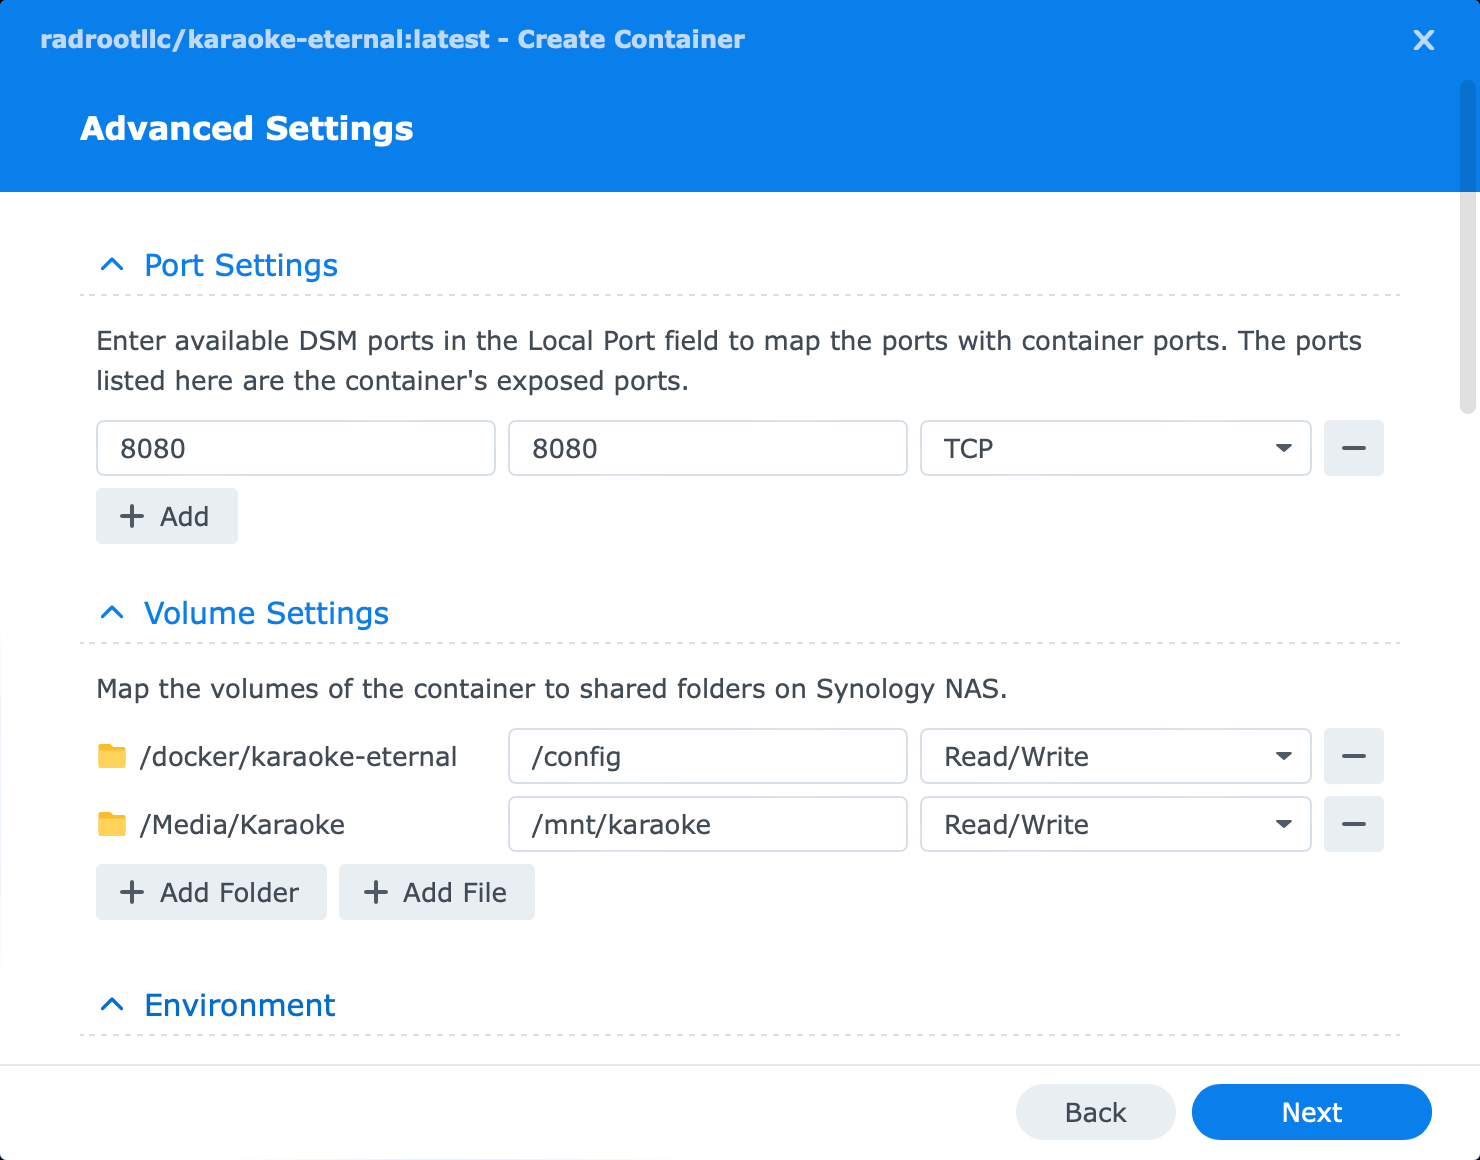 radrootllc/karaoke-eternal:latest - Create Container
Advanced Settings
Port Settings
Enter available DSM ports in the Local Port field to map the ports with container ports. The ports
listed here are the container's exposed ports.
8080 8080 TCP
Add
Volume Settings
Map the volumes of the container to shared folders on Synology NAS.
/docker/karaoke-eternal /config Read/Write
/Media/Karaoke /mnt/karaoke Read/Write
Add Folder Add File
Environment
Back Next